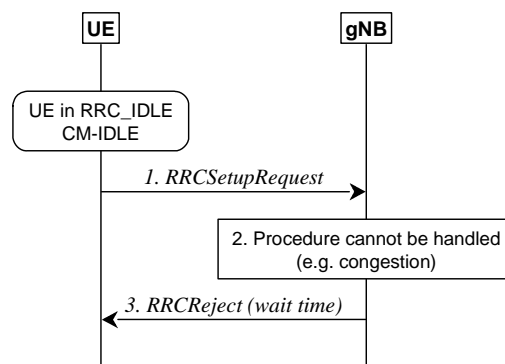 UE
gNB
UE in RRC_IDLE
CM-IDLE
1. RRCSetupRequest
2. Procedure cannot be handled
(e.g. congestion)
3. RRCReject (wait time)